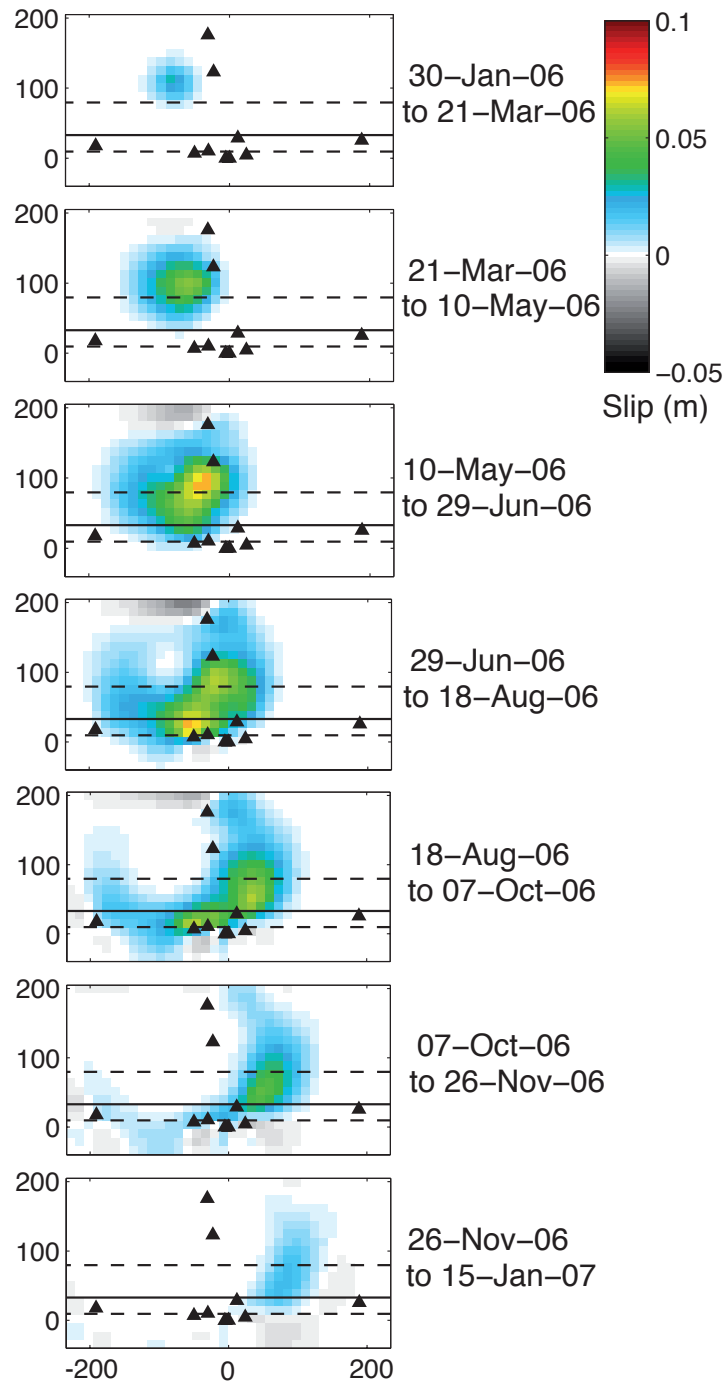 200
100
0
30-Jan-06
to 21-Mar-06
0.1
0.05
0
-0.05
Slip (m)
200
100
0
21-Mar-06
to 10-May-06
200
100
0
10-May-06
to 29-Jun-06
200
100
0
29-Jun-06
to 18-Aug-06
200
100
0
18-Aug-06
to 07-Oct-06
200
100
0
07-Oct-06
to 26-Nov-06
200
100
0
26-Nov-06
to 15-Jan-07
-200 0 200